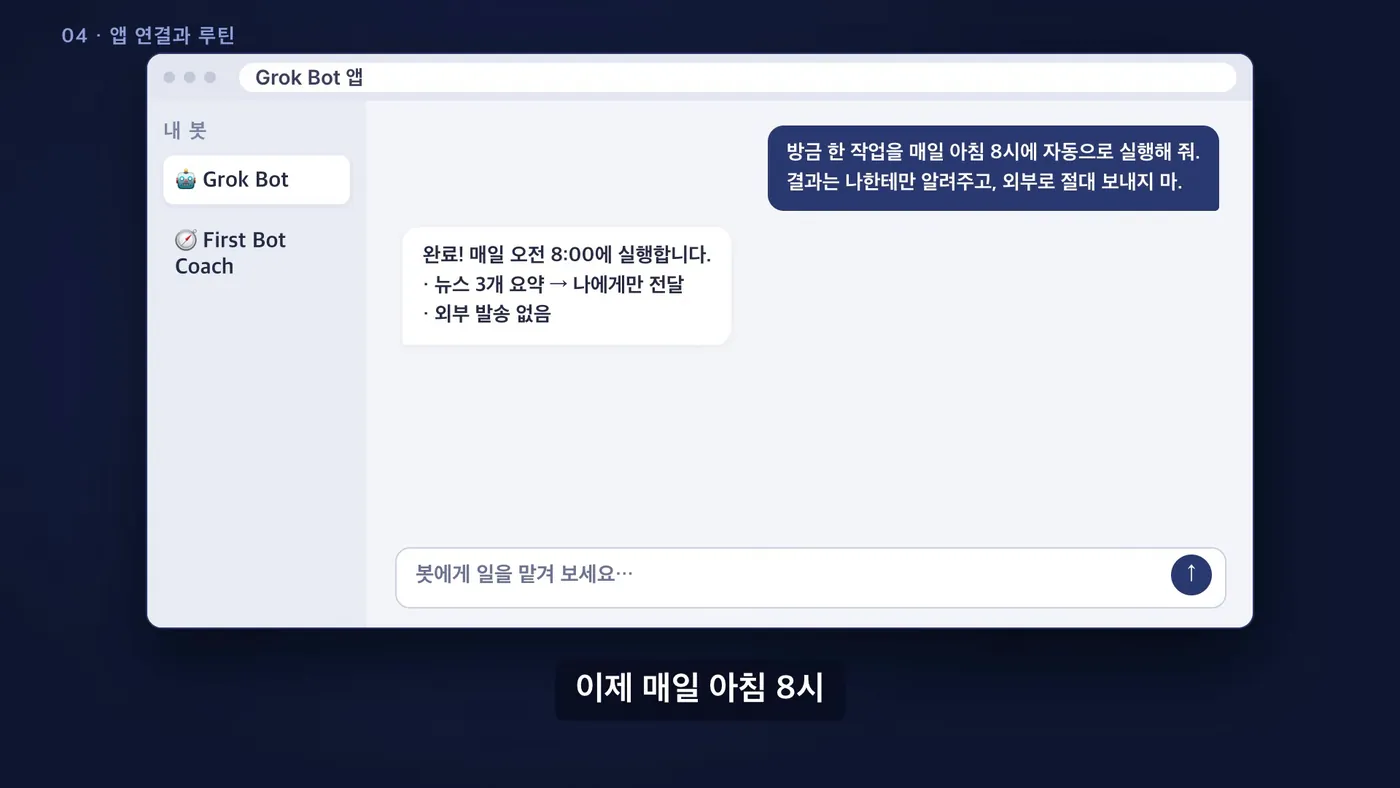 04 · 앱 연결과 루틴
Grok Bot 앱
내 봇
Grok Bot
First Bot
Coach
방금 한 작업을 매일 아침 8시에 자동으로 실행해 줘.
결과는 나한테만 알려주고, 외부로 절대 보내지 마.
완료! 매일 오전 8:00에 실행합니다.
· 뉴스 3개 요약 → 나에게만 전달
· 외부 발송 없음
봇에게 일을 맡겨 보세요…
↑
이제 매일 아침 8시